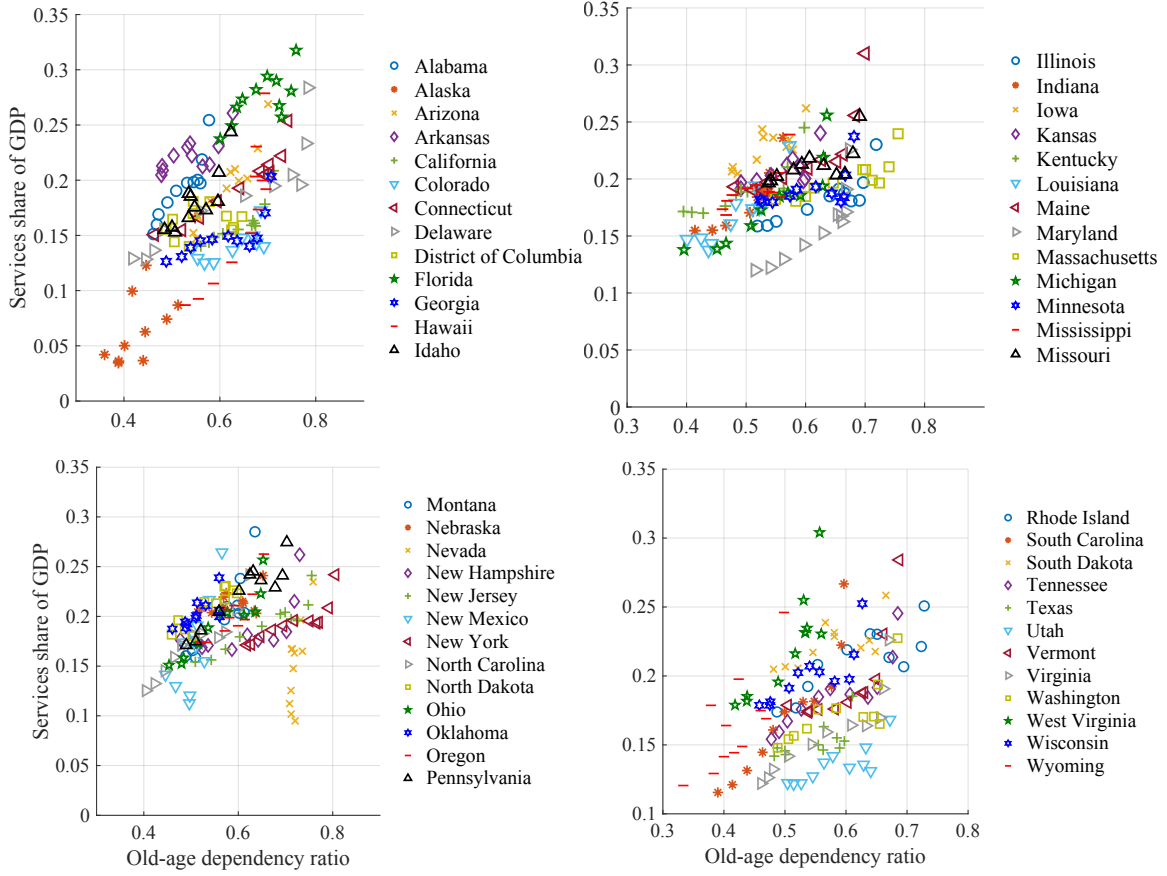 0.35
0.3
0.25
0.2
0.15
0.1
0.05
0
0.4
0.6
0.8
Services share of GDP
Alabama
Alaska
Arizona
Arkansas
California
Colorado
Connecticut
Delaware
District of Columbia
Florida
Georgia
Hawaii
Idaho
0.35
0.3
0.25
0.2
0.15
0.1
0.05
0
0.3
0.4
0.5
0.6
0.7
0.8
Illinois
Indiana
Iowa
Kansas
Kentucky
Louisiana
Maine
Maryland
Massachusetts
Michigan
Minnesota
Mississippi
Missouri
0.35
0.3
0.25
0.2
0.15
0.1
0.05
0
0.4
0.6
0.8
Services share of GDP
Old-age dependency ratio
Montana
Nebraska
Nevada
New Hampshire
New Jersey
New Mexico
New York
North Carolina
North Dakota
Ohio
Oklahoma
Oregon
Pennsylvania
0.35
0.3
0.25
0.2
0.15
0.1
0.3
0.4
0.5
0.6
0.7
0.8
Old-age dependency ratio
Rhode Island
South Carolina
South Dakota
Tennessee
Texas
Utah
Vermont
Virginia
Washington
West Virginia
Wisconsin
Wyoming